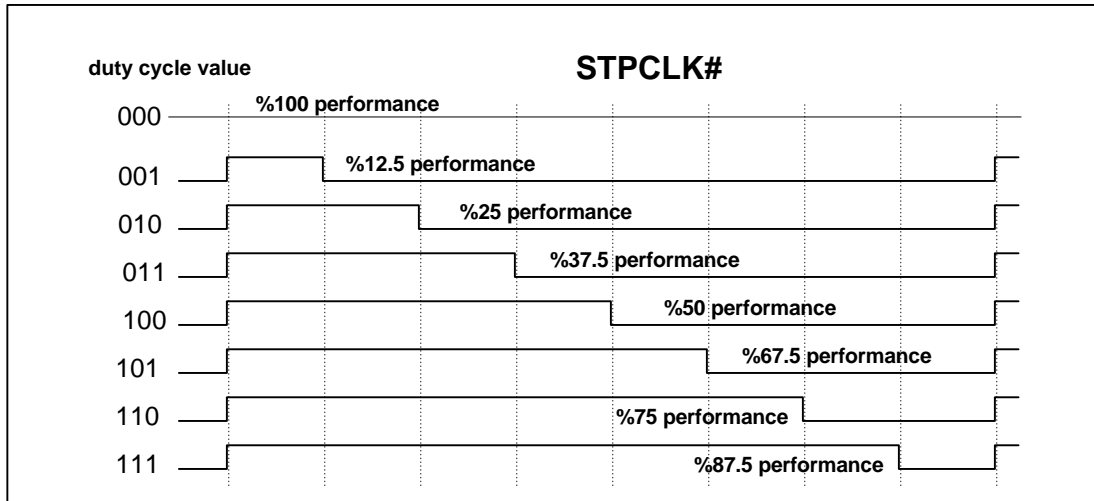 duty cycle value
STPCLK#
000
%100 performance
001
%12.5 performance
010
%25 performance
011
%37.5 performance
100
%50 performance
101
%67.5 performance
110
%75 performance
111
%87.5 performance